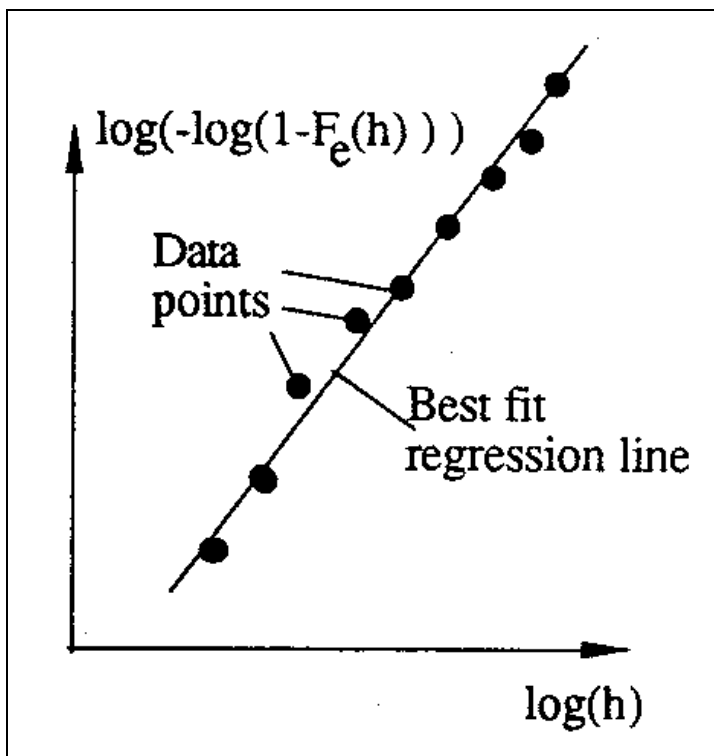 log(-log(1-Fe(h) ) )
Data
points
Best fit
regression line
log(h)